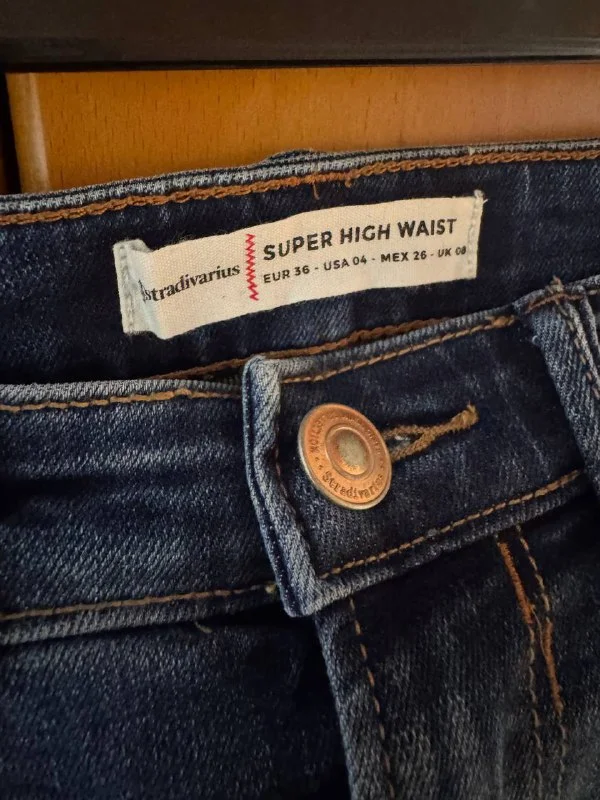 stradivarius
SUPER HIGH WAIST
EUR 36 - USA 04 - MEX 26 - UK 08
Stradivarius